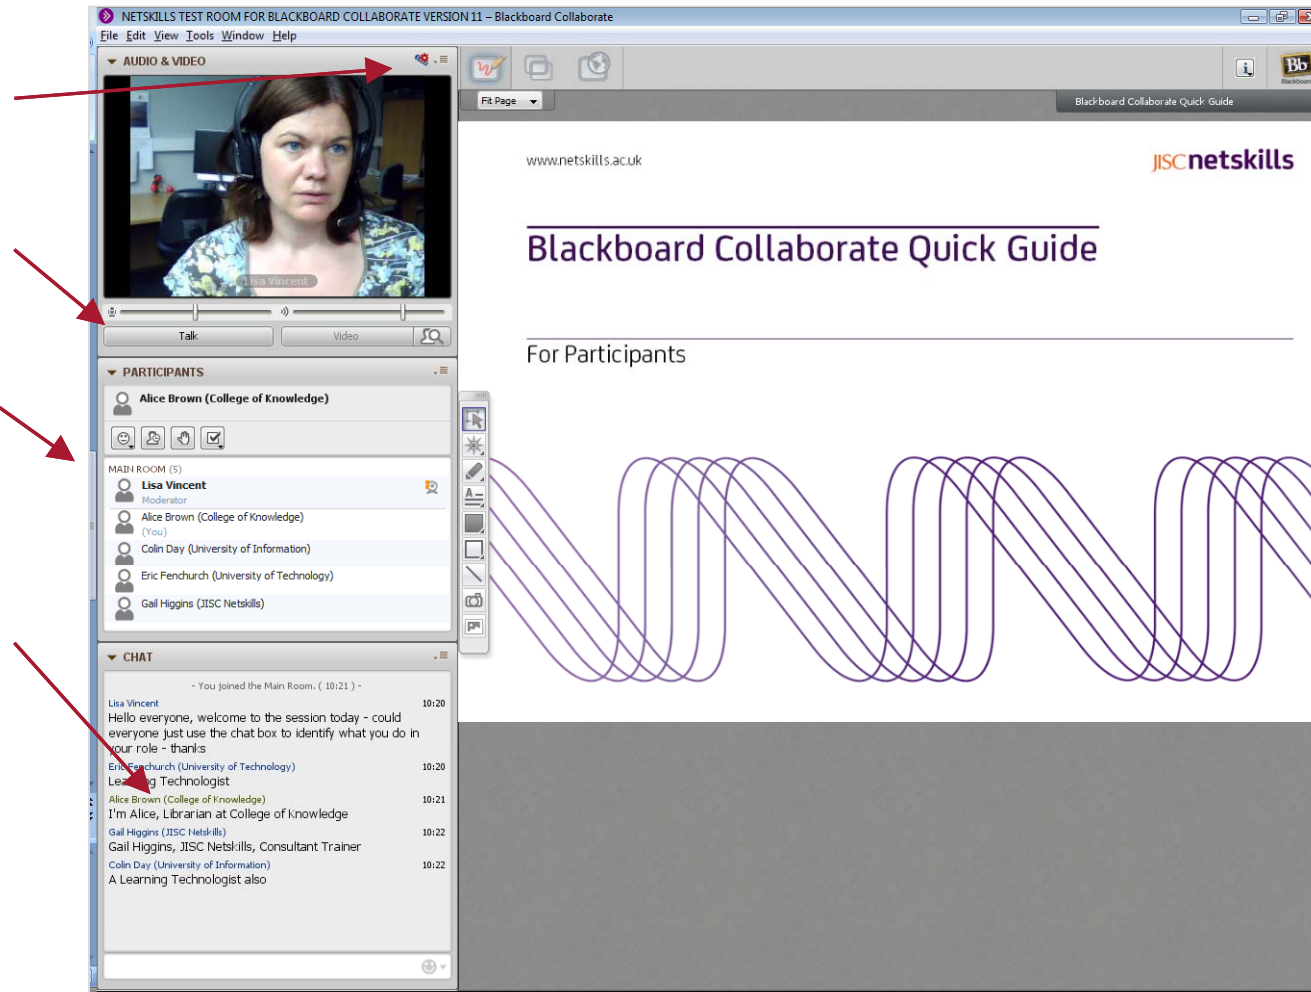 NETSKILLS TEST ROOM FOR BLACKBOARD COLLABORATE VERSION 11 – Blackboard Collaborate
File Edit View Tools Window Help
AUDIO & VIDEO
Lisa Vincent
Talk
Video
PARTICIPANTS
Alice Brown (College of Knowledge)
MAIN ROOM (5)
Lisa Vincent
Moderator
Alice Brown (College of Knowledge)
(You)
Colin Day (University of Information)
Eric Fenchurch (University of Technology)
Gail Higgins (JISC Netskills)
CHAT
- You joined the Main Room. ( 10:21 ) -
Lisa Vincent 10:20
Hello everyone, welcome to the session today - could
everyone just use the chat box to identify what you do in
your role - thanks
Eric Fenchurch (University of Technology) 10:20
Learning Technologist
Alice Brown (College of Knowledge) 10:21
I'm Alice, Librarian at College of Knowledge
Gail Higgins (JISC Netskills) 10:22
Gail Higgins, JISC Netskills, Consultant Trainer
Colin Day (University of Information) 10:22
A Learning Technologist also
Fit Page
Bb
Blackboard Collaborate Quick Guide
www.netskills.ac.uk
JISC netskills
Blackboard Collaborate Quick Guide
For Participants